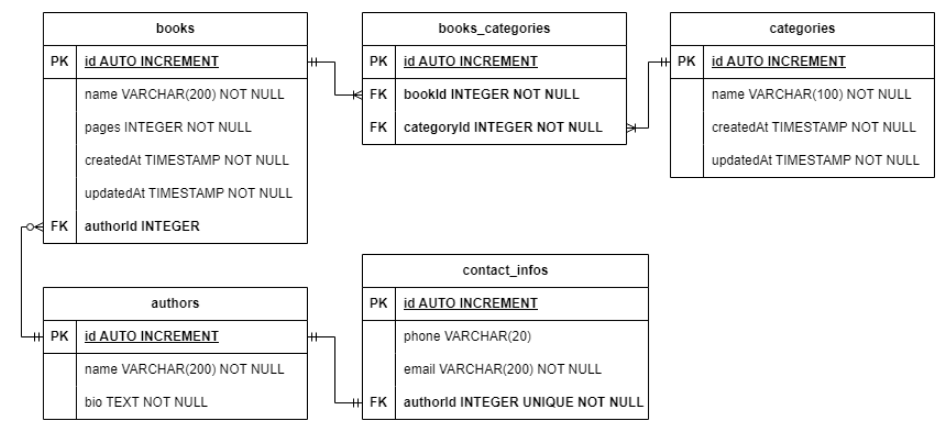 books
PK id AUTO INCREMENT
name VARCHAR(200) NOT NULL
pages INTEGER NOT NULL
createdAt TIMESTAMP NOT NULL
updatedAt TIMESTAMP NOT NULL
FK authorId INTEGER
books_categories
PK id AUTO INCREMENT
FK bookId INTEGER NOT NULL
FK categoryId INTEGER NOT NULL
categories
PK id AUTO INCREMENT
name VARCHAR(100) NOT NULL
createdAt TIMESTAMP NOT NULL
updatedAt TIMESTAMP NOT NULL
authors
PK id AUTO INCREMENT
name VARCHAR(200) NOT NULL
bio TEXT NOT NULL
contact_infos
PK id AUTO INCREMENT
phone VARCHAR(20)
email VARCHAR(200) NOT NULL
FK authorId INTEGER UNIQUE NOT NULL